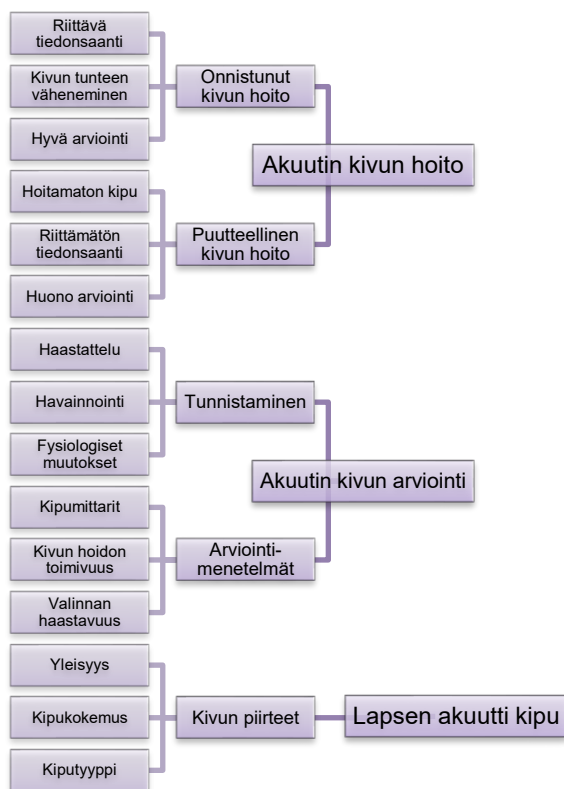 Riittävä
tiedonsaanti
Kivun tunteen
väheneminen
Hyvä arviointi
Onnistunut
kivun hoito
Hoitamaton kipu
Riittämätön
tiedonsaanti
Huono arviointi
Puutteellinen
kivun hoito
Akuutin kivun hoito
Haastattelu
Havainnointi
Fysiologiset
muutokset
Tunnistaminen
Kipumittarit
Kivun hoidon
toimivuus
Valinnan
haastavuus
Arviointi-
menetelmät
Akuutin kivun arviointi
Yleisyys
Kipukokemus
Kiputyyppi
Kivun piirteet
Lapsen akuutti kipu